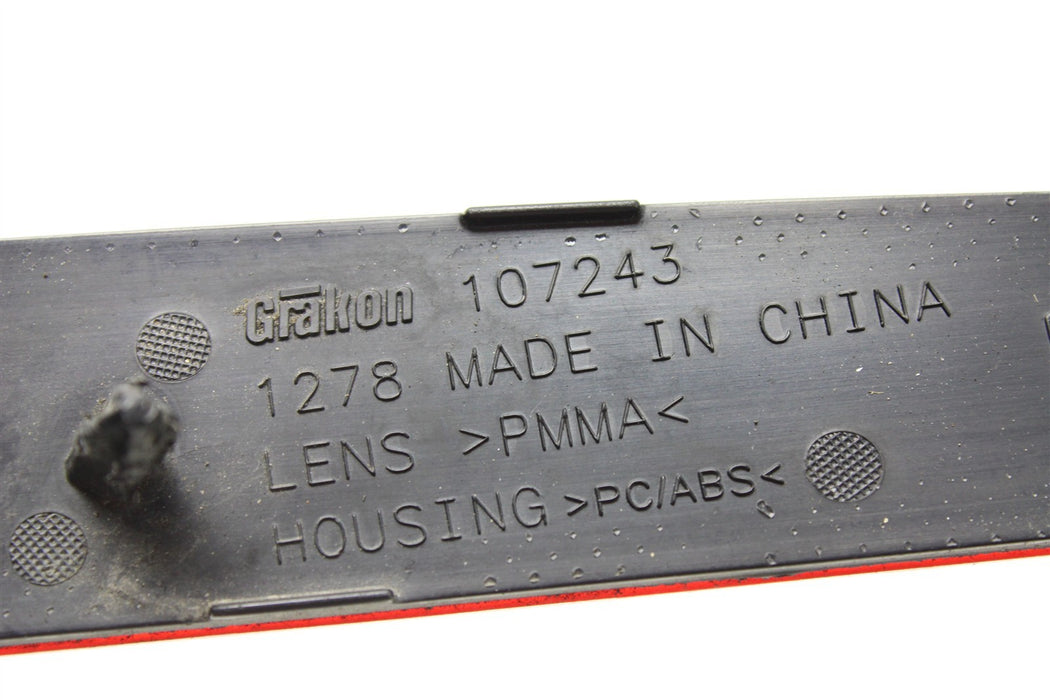 Grakon 107243
1278 MADE IN CHINA
LENS >PMMA<
HOUSING >PC/ABS<